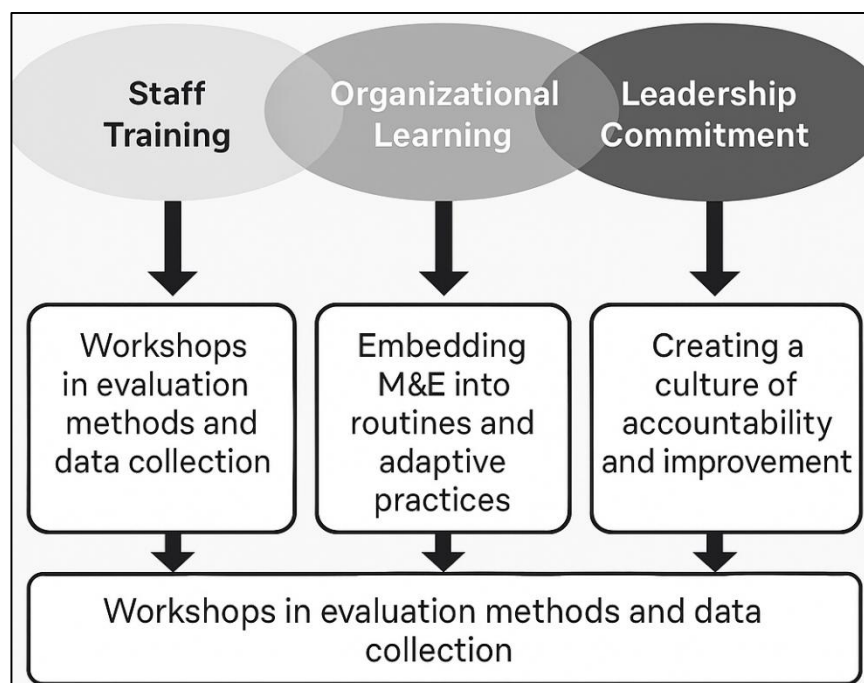 Staff
Training
Organizational
Learning
Leadership
Commitment
Workshops
in evaluation
methods and
data collection
Embedding
M&E into
routines and
adaptive
practices
Creating a
culture of
accountability
and improvement
Workshops in evaluation methods and data
collection